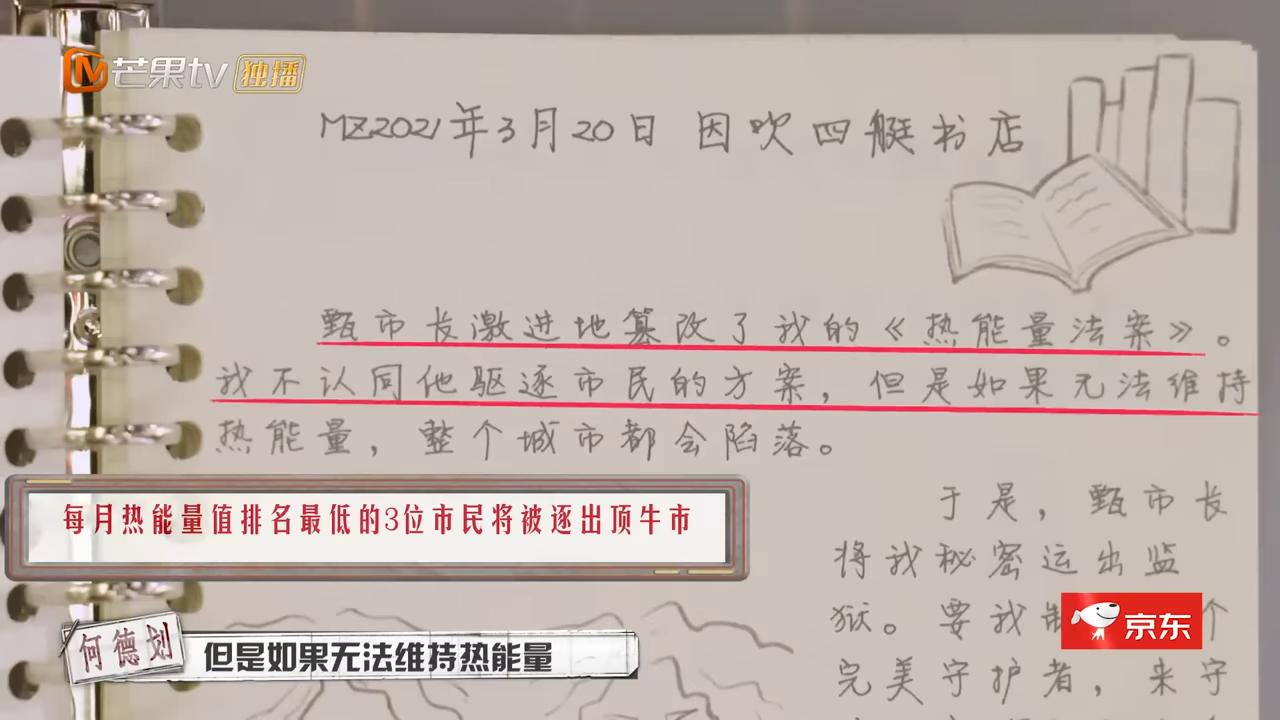 芒果tv 独播
MZ2021年3月20日 因吹四艇书店
甄市长激进地篡改了我的《热能量法案》。
我不认同他驱逐市民的方案，但是如果无法维持
热能量，整个城市都会陷落。
于是，甄市长
将我秘密运出监
狱。要我制 个
完美守护者，来守
每月热能量值排名最低的3位市民将被逐出顶牛市
何德划
但是如果无法维持热能量
京东